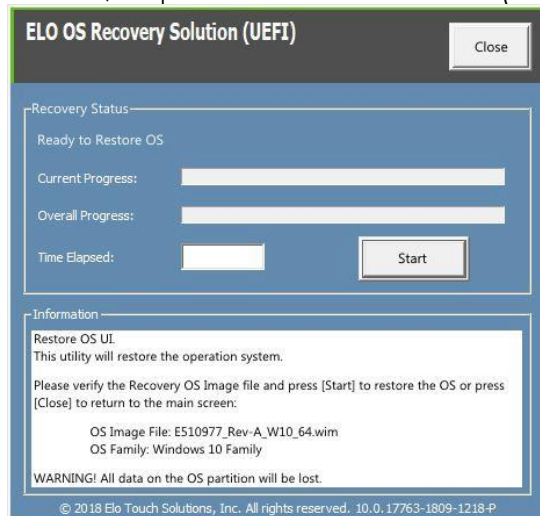 ELO OS Recovery Solution (UEFI)
Close
Recovery Status
Ready to Restore OS
Current Progress:
Overall Progress:
Time Elapsed:
Start
Information
Restore OS UI.
This utility will restore the operation system.
Please verify the Recovery OS Image file and press [Start] to restore the OS or press
[Close] to return to the main screen:
OS Image File: E510977_Rev-A_W10_64.wim
OS Family: Windows 10 Family
WARNING! All data on the OS partition will be lost.
© 2018 Elo Touch Solutions, Inc. All rights reserved. 10.0.17763-1809-1218-P